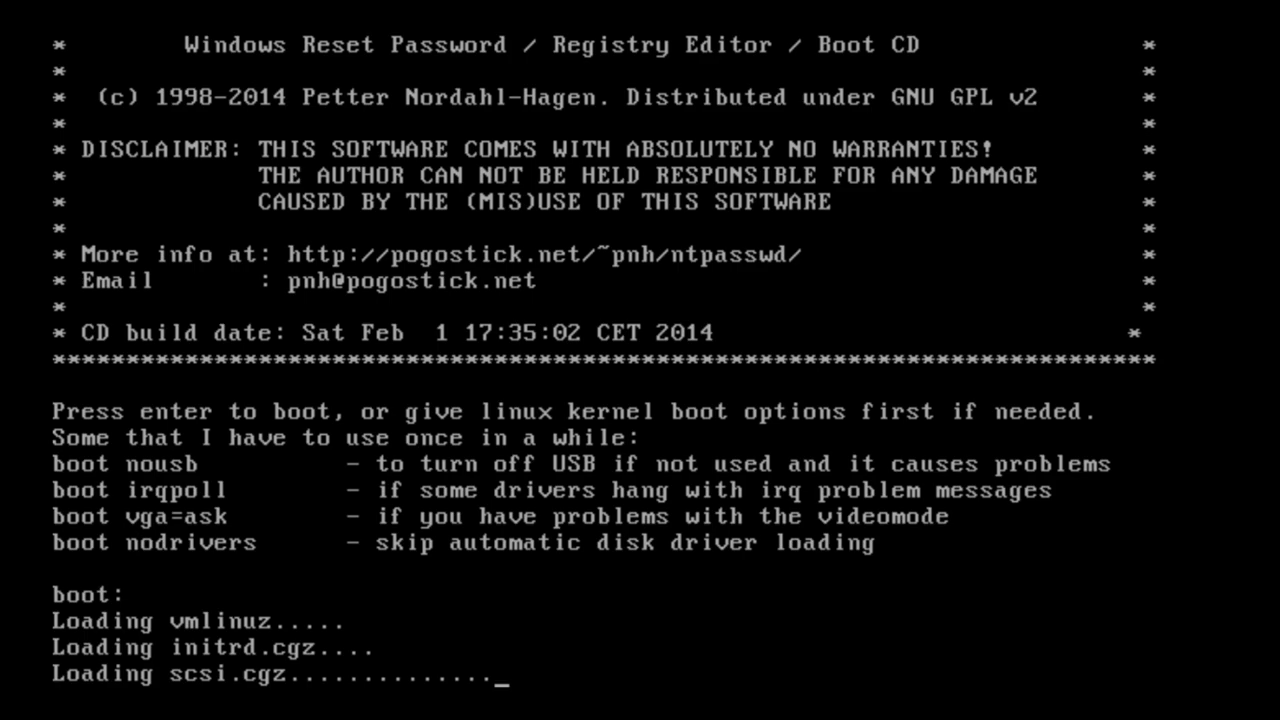 *        Windows Reset Password / Registry Editor / Boot CD               *
*                                                                          *
*  (c) 1998-2014 Petter Nordahl-Hagen. Distributed under GNU GPL v2       *
*                                                                          *
* DISCLAIMER: THIS SOFTWARE COMES WITH ABSOLUTELY NO WARRANTIES!          *
*             THE AUTHOR CAN NOT BE HELD RESPONSIBLE FOR ANY DAMAGE       *
*             CAUSED BY THE (MIS)USE OF THIS SOFTWARE                     *
*                                                                          *
* More info at: http://pogostick.net/~pnh/ntpasswd/                       *
* Email       : pnh@pogostick.net                                         *
*                                                                          *
* CD build date: Sat Feb  1 17:35:02 CET 2014                            *
***************************************************************************
Press enter to boot, or give linux kernel boot options first if needed.
Some that I have to use once in a while:
boot nousb          - to turn off USB if not used and it causes problems
boot irqpoll        - if some drivers hang with irq problem messages
boot vga=ask        - if you have problems with the videomode
boot nodrivers      - skip automatic disk driver loading
boot:
Loading vmlinuz.....
Loading initrd.cgz....
Loading scsi.cgz.............._